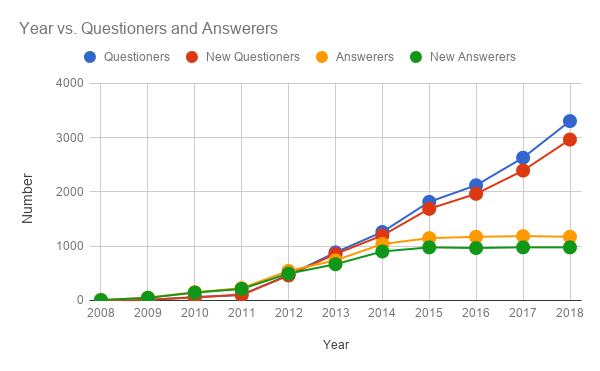 Year vs. Questioners and Answerers
Questioners New Questioners Answerers New Answerers
4000
3000
2000
1000
0
Number
2008 2009 2010 2011 2012 2013 2014 2015 2016 2017 2018
Year